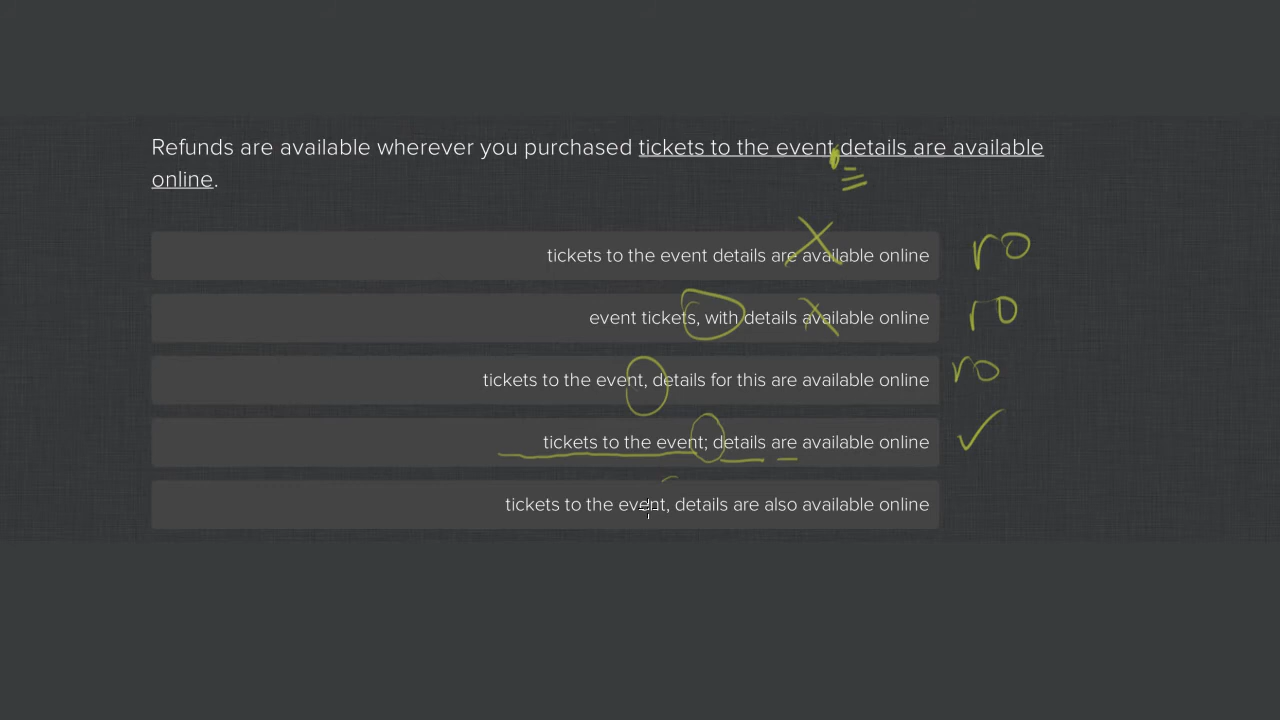 Refunds are available wherever you purchased tickets to the event, details are available
online.
tickets to the event details are available online
ro
event tickets, with details available online
ro
tickets to the event, details for this are available online
ro
tickets to the event; details are available online
tickets to the event, details are also available online